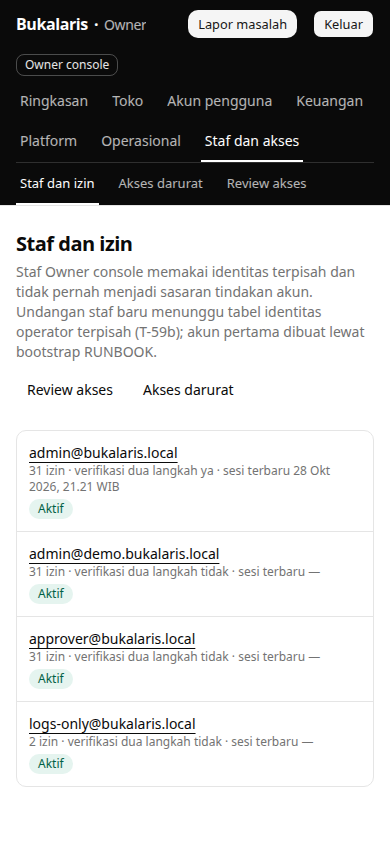 Bukalaris · Owner
Lapor masalah
Keluar
Owner console
Ringkasan Toko Akun pengguna Keuangan
Platform Operasional Staf dan akses
Staf dan izin Akses darurat Review akses
Staf dan izin
Staf Owner console memakai identitas terpisah dan
tidak pernah menjadi sasaran tindakan akun.
Undangan staf baru menunggu tabel identitas
operator terpisah (T-59b); akun pertama dibuat lewat
bootstrap RUNBOOK.
Review akses Akses darurat
admin@bukalaris.local
31 izin · verifikasi dua langkah ya · sesi terbaru 28 Okt
2026, 21.21 WIB
Aktif
admin@demo.bukalaris.local
31 izin · verifikasi dua langkah tidak · sesi terbaru —
Aktif
approver@bukalaris.local
31 izin · verifikasi dua langkah tidak · sesi terbaru —
Aktif
logs-only@bukalaris.local
2 izin · verifikasi dua langkah tidak · sesi terbaru —
Aktif